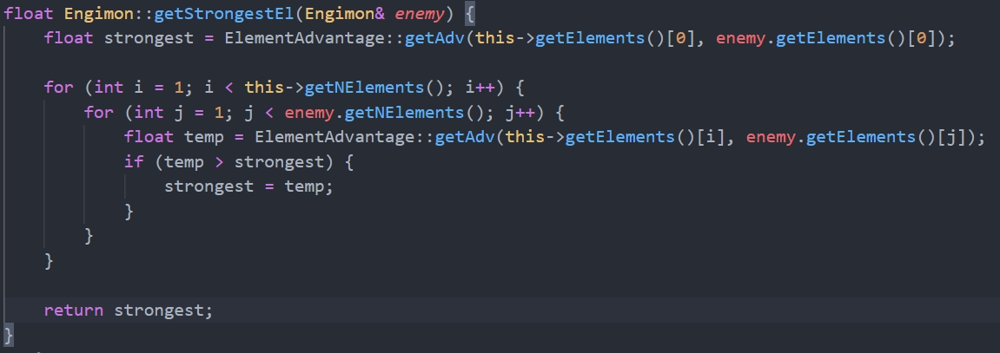 float Engimon::getStrongestEl(Engimon& enemy) {
    float strongest = ElementAdvantage::getAdv(this->getElements()[0], enemy.getElements()[0]);

    for (int i = 1; i < this->getNElements(); i++) {
        for (int j = 1; j < enemy.getNElements(); j++) {
            float temp = ElementAdvantage::getAdv(this->getElements()[i], enemy.getElements()[j]);
            if (temp > strongest) {
                strongest = temp;
            }
        }
    }

    return strongest;
}